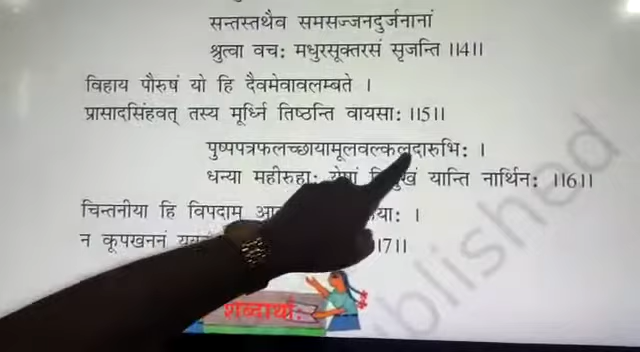 सन्तस्तथैव समसज्जनदुर्जनानां
श्रुत्वा वचः मधुरसूक्तरसं सृजन्ति ।।4।।
विहाय पौरुषं यो हि दैवमेवावलम्बते ।
प्रासादसिंहवत् तस्य मूर्ध्नि तिष्ठन्ति वायसाः ।।5।।
पुष्पपत्रफलच्छायामूलवल्कलदारुभिः ।
धन्या महीरुहाः येषां यान्ति नार्थिनः ।।6।।
चिन्तनीया हि विपदाम्
न कूपखननं ।7।।
शब्दार्थाः
blished